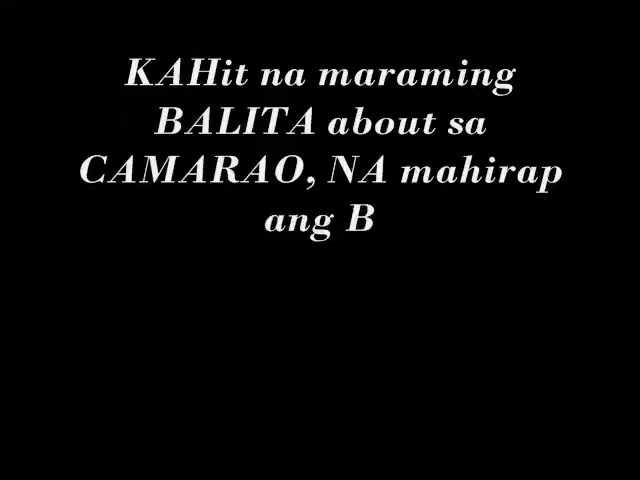 KAHit na maraming
BALITA about sa
CAMARAO, NA mahirap
ang B